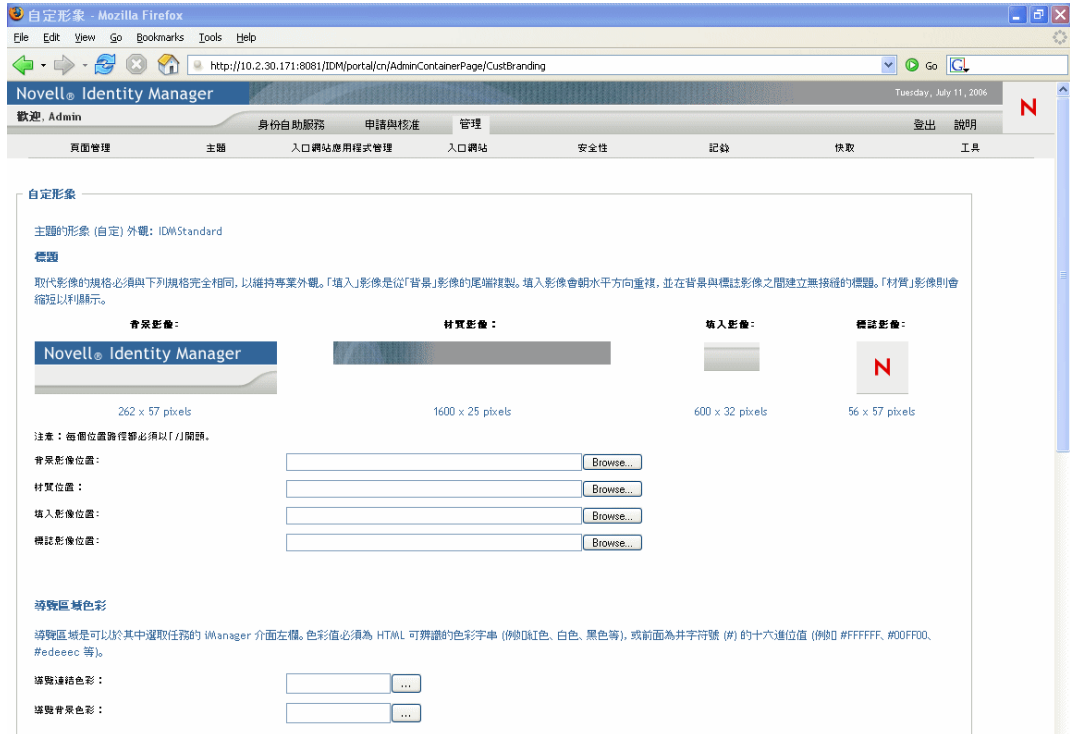 自定形象 - Mozilla Firefox
File Edit View Go Bookmarks Tools Help
http://10.2.30.171:8081/IDM/portal/cn/AdminContainerPage/CustBranding Go G
Novell® Identity Manager Tuesday, July 11, 2006
N
歡迎, Admin 身份自助服務 申請與核准 管理 登出 說明
頁面管理 主題 入口網站應用程式管理 入口網站 安全性 記錄 快取 工具
自定形象
主題的形象 (自定) 外觀: IDMStandard
標題
取代影像的規格必須與下列規格完全相同, 以維持專業外觀。「填入」影像是從「背景」影像的尾端複製。填入影像會朝水平方向重複, 並在背景與標誌影像之間建立無接縫的標題。「材質」影像則會
縮短以利顯示。
背景影像: 材質影像: 填入影像: 標誌影像:
Novell® Identity Manager
N
262 x 57 pixels 1600 x 25 pixels 600 x 32 pixels 56 x 57 pixels
注意:每個位置路徑都必須以「/」開頭。
背景影像位置: Browse...
材質位置: Browse...
填入影像位置: Browse...
標誌影像位置: Browse...
導覽區域色彩
導覽區域是可以於其中選取任務的 iManager 介面左欄。色彩值必須為 HTML 可辨識的色彩字串 (例如紅色、白色、黑色等), 或前面為井字符號 (#) 的十六進位值 (例如 #FFFFFF、#00FF00、
#edeeec 等)。
導覽連結色彩: ...
導覽背景色彩: ...